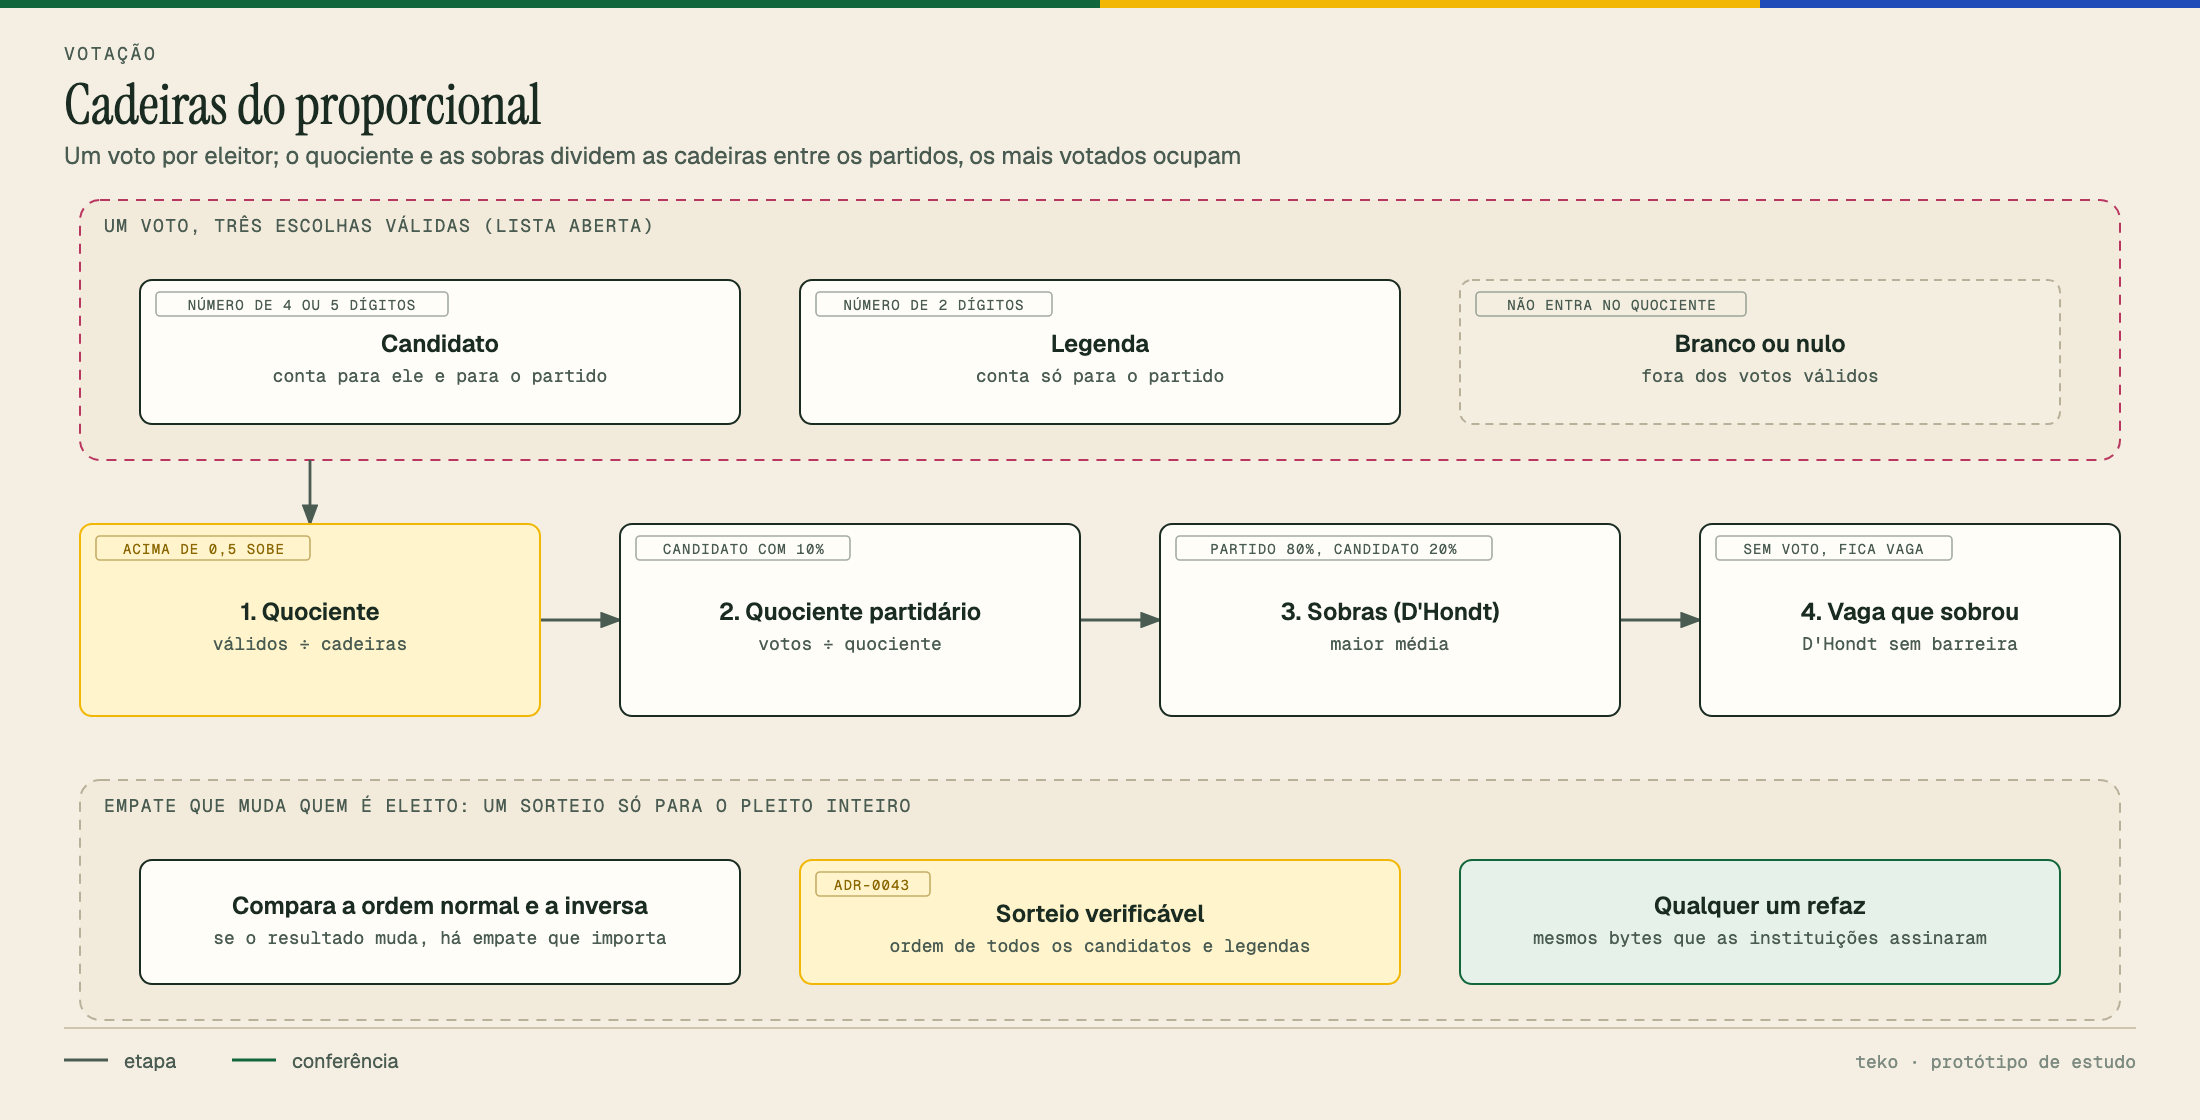 VOTAÇÃO
Cadeiras do proporcional
Um voto por eleitor; o quociente e as sobras dividem as cadeiras entre os partidos, os mais votados ocupam
UM VOTO, TRÊS ESCOLHAS VÁLIDAS (LISTA ABERTA)
NÚMERO DE 4 OU 5 DÍGITOS
Candidato
conta para ele e para o partido
NÚMERO DE 2 DÍGITOS
Legenda
conta só para o partido
NÃO ENTRA NO QUOCIENTE
Branco ou nulo
fora dos votos válidos
ACIMA DE 0,5 SOBE
1. Quociente
válidos ÷ cadeiras
CANDIDATO COM 10%
2. Quociente partidário
votos ÷ quociente
PARTIDO 80%, CANDIDATO 20%
3. Sobras (D'Hondt)
maior média
SEM VOTO, FICA VAGA
4. Vaga que sobrou
D'Hondt sem barreira
EMPATE QUE MUDA QUEM É ELEITO: UM SORTEIO SÓ PARA O PLEITO INTEIRO
Compara a ordem normal e a inversa
se o resultado muda, há empate que importa
ADR-0043
Sorteio verificável
ordem de todos os candidatos e legendas
Qualquer um refaz
mesmos bytes que as instituições assinaram
etapa
conferência
teko · protótipo de estudo